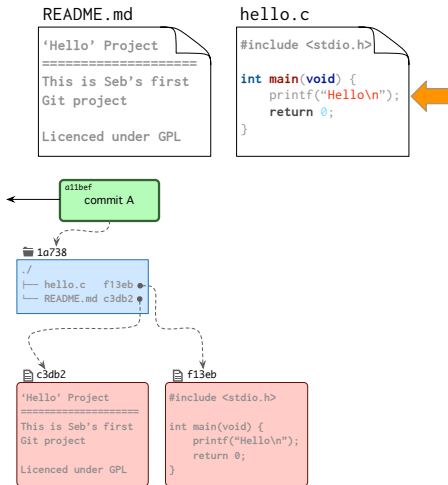 README.md
‘Hello’ Project
====================
This is Seb’s first
Git project
Licenced under GPL
hello.c
#include <stdio.h>
int main(void) {
printf(“Hello\n”);
return 0;
}
a11bef
commit A
1a738
./
├── hello.c f13eb
└── README.md c3db2
c3db2
‘Hello’ Project
====================
This is Seb’s first
Git project
Licenced under GPL
f13eb
#include <stdio.h>
int main(void) {
printf(“Hello\n”);
return 0;
}